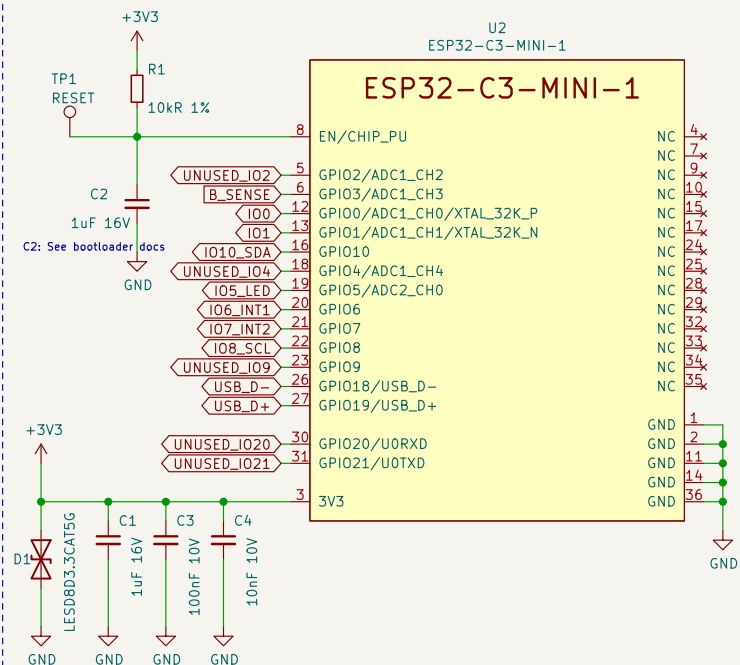 +3V3
U2
ESP32-C3-MINI-1
TP1
RESET
R1
10kR 1%
ESP32-C3-MINI-1
8 EN/CHIP_PU
NC 4
NC 7
C2
1uF 16V
C2: See bootloader docs
GND
UNUSED_IO2 5 GPIO2/ADC1_CH2
NC 9
B_SENSE 6 GPIO3/ADC1_CH3
NC 10
IO0 12 GPIO0/ADC1_CH0/XTAL_32K_P
NC 15
IO1 13 GPIO1/ADC1_CH1/XTAL_32K_N
NC 17
IO10_SDA 16 GPIO10
NC 24
UNUSED_IO4 18 GPIO4/ADC1_CH4
NC 25
IO5_LED 19 GPIO5/ADC2_CH0
NC 28
IO6_INT1 20 GPIO6
NC 29
IO7_INT2 21 GPIO7
NC 32
IO8_SCL 22 GPIO8
NC 33
UNUSED_IO9 23 GPIO9
NC 34
USB_D- 26 GPIO18/USB_D-
NC 35
USB_D+ 27 GPIO19/USB_D+
GND 1
UNUSED_IO20 30 GPIO20/U0RXD
GND 2
UNUSED_IO21 31 GPIO21/U0TXD
GND 11
GND 14
3 3V3
GND 36
GND
+3V3
D1
LESD8D3.3CAT5G
C1
1uF 16V
C3
100nF 10V
C4
10nF 10V
GND
GND
GND
GND